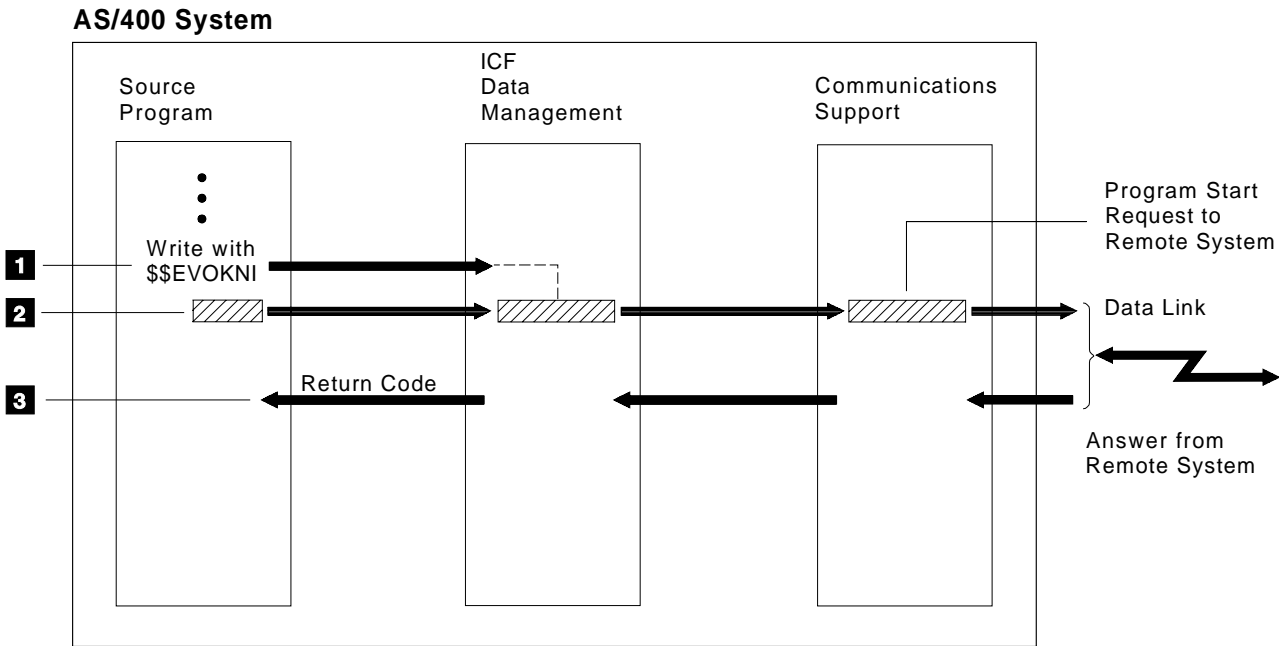 AS/400 System
Source
Program
ICF
Data
Management
Communications
Support
Program Start
Request to
Remote System
1
Write with
$$EVOKNI
2
Data Link
3
Return Code
Answer from
Remote System